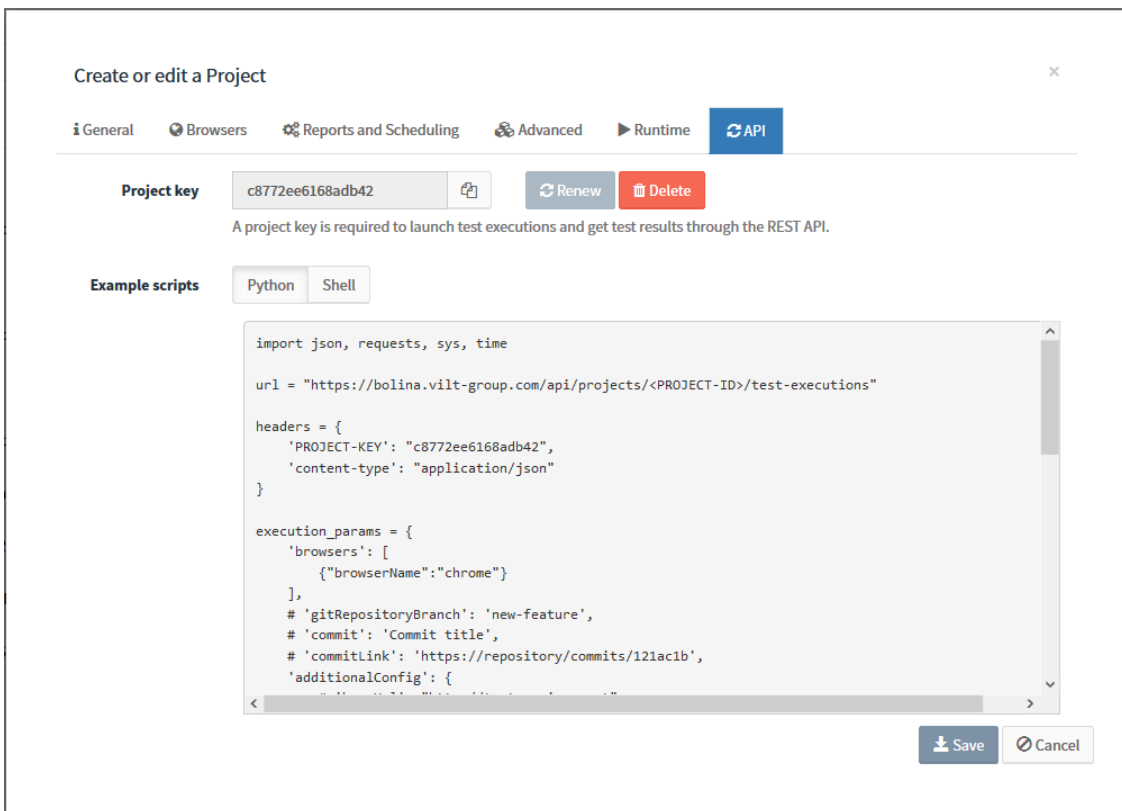 Create or edit a Project ×
General Browsers Reports and Scheduling Advanced Runtime API
Project key c8772ee6168adb42 Renew Delete
A project key is required to launch test executions and get test results through the REST API.
Example scripts Python Shell
import json, requests, sys, time
url = "https://bolina.vilt-group.com/api/projects/<PROJECT-ID>/test-executions"
headers = {
'PROJECT-KEY': "c8772ee6168adb42",
'content-type': "application/json"
}
execution_params = {
'browsers': [
{"browserName":"chrome"}
],
# 'gitRepositoryBranch': 'new-feature',
# 'commit': 'Commit title',
# 'commitLink': 'https://repository/commits/121ac1b',
'additionalConfig': {
Save Cancel